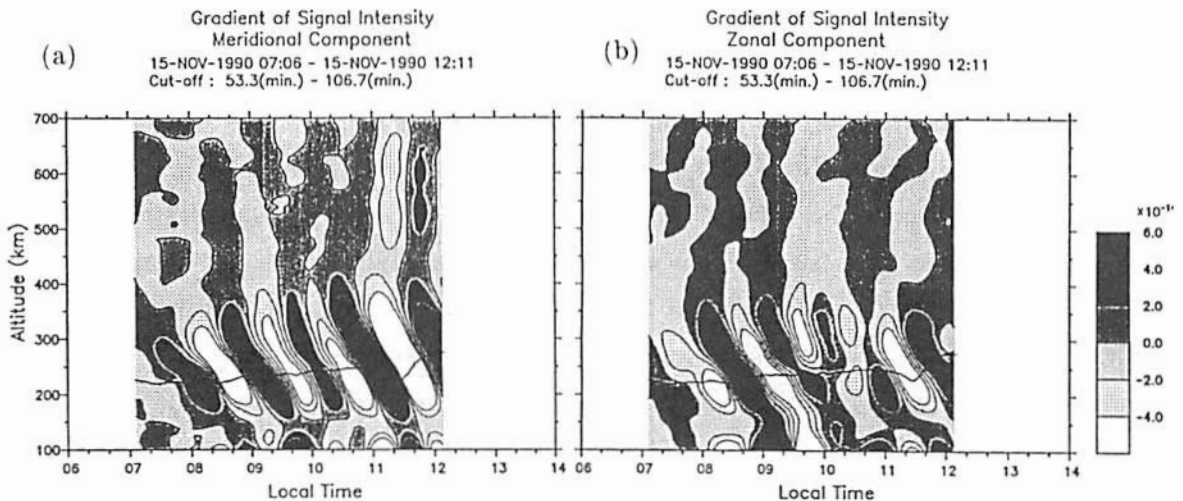 Gradient of Signal Intensity
Meridional Component
(a)
15-NOV-1990 07:06 - 15-NOV-1990 12:11
Cut-off : 53.3(min.) - 106.7(min.)
Gradient of Signal Intensity
Zonal Component
(b)
15-NOV-1990 07:06 - 15-NOV-1990 12:11
Cut-off : 53.3(min.) - 106.7(min.)
700
600
500
400
300
200
100
Altitude (km)
06 07 08 09 10 11 12 13 14
Local Time
06 07 08 09 10 11 12 13 14
Local Time
6.0
4.0
2.0
0.0
-2.0
-4.0